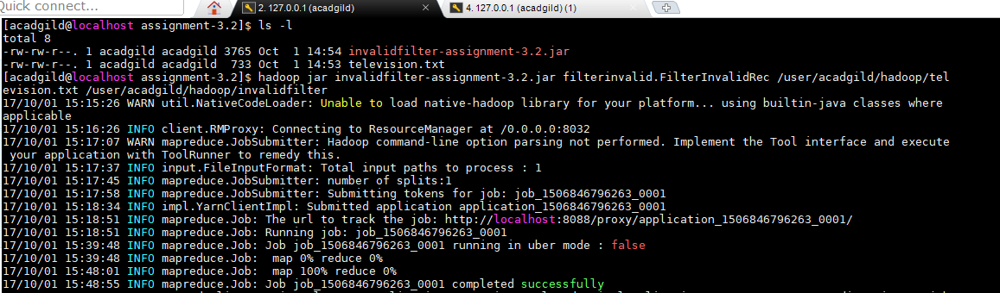 Quick connect...
2. 127.0.0.1 (acadgild)
4. 127.0.0.1 (acadgild) (1)
[acadgild@localhost assignment-3.2]$ ls -l
total 8
-rw-rw-r--. 1 acadgild acadgild 3765 Oct  1 14:54 invalidfilter-assignment-3.2.jar
-rw-rw-r--. 1 acadgild acadgild  733 Oct  1 14:53 television.txt
[acadgild@localhost assignment-3.2]$ hadoop jar invalidfilter-assignment-3.2.jar filterinvalid.FilterInvalidRec /user/acadgild/hadoop/tel
evision.txt /user/acadgild/hadoop/invalidfilter
17/10/01 15:15:26 WARN util.NativeCodeLoader: Unable to load native-hadoop library for your platform... using builtin-java classes where
applicable
17/10/01 15:16:26 INFO client.RMProxy: Connecting to ResourceManager at /0.0.0.0:8032
17/10/01 15:17:07 WARN mapreduce.JobSubmitter: Hadoop command-line option parsing not performed. Implement the Tool interface and execute
 your application with ToolRunner to remedy this.
17/10/01 15:17:37 INFO input.FileInputFormat: Total input paths to process : 1
17/10/01 15:17:45 INFO mapreduce.JobSubmitter: number of splits:1
17/10/01 15:17:58 INFO mapreduce.JobSubmitter: Submitting tokens for job: job_1506846796263_0001
17/10/01 15:18:34 INFO impl.YarnClientImpl: Submitted application application_1506846796263_0001
17/10/01 15:18:51 INFO mapreduce.Job: The url to track the job: http://localhost:8088/proxy/application_1506846796263_0001/
17/10/01 15:18:51 INFO mapreduce.Job: Running job: job_1506846796263_0001
17/10/01 15:39:48 INFO mapreduce.Job: Job job_1506846796263_0001 running in uber mode : false
17/10/01 15:39:48 INFO mapreduce.Job:  map 0% reduce 0%
17/10/01 15:48:01 INFO mapreduce.Job:  map 100% reduce 0%
17/10/01 15:48:55 INFO mapreduce.Job: Job job_1506846796263_0001 completed successfully